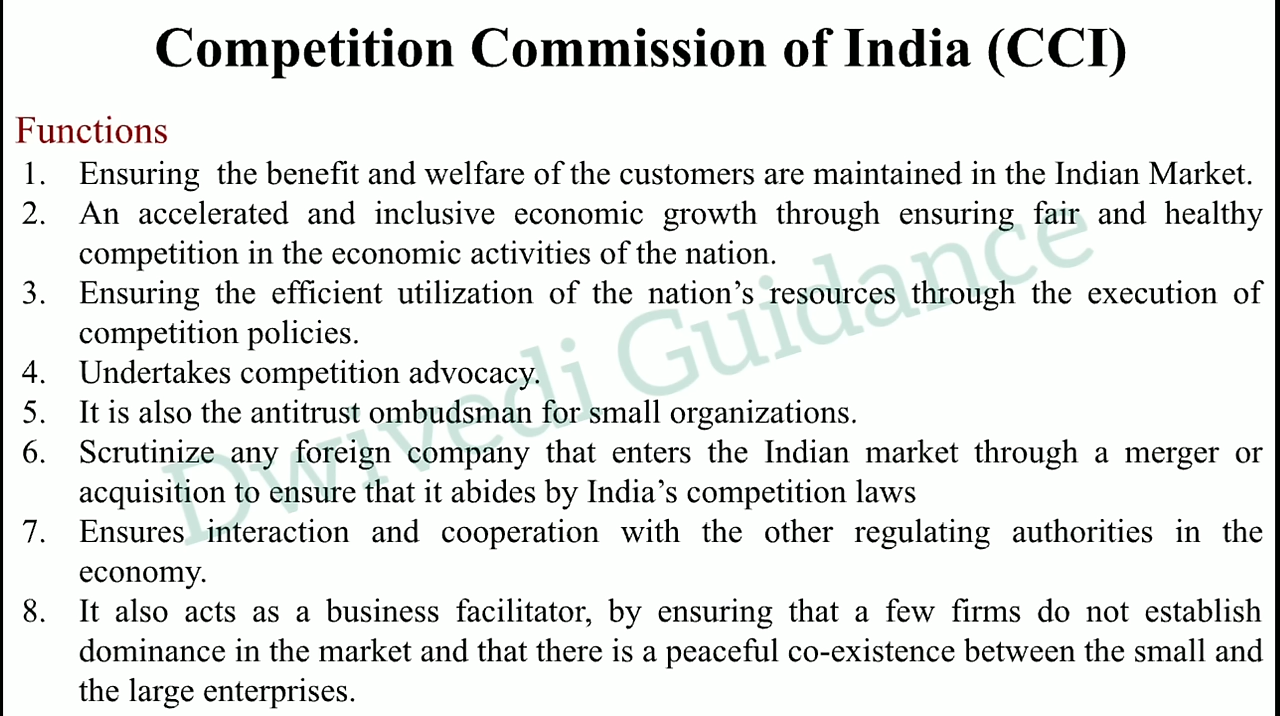 Competition Commission of India (CCI)
Functions
1. Ensuring the benefit and welfare of the customers are maintained in the Indian Market.
2. An accelerated and inclusive economic growth through ensuring fair and healthy
competition in the economic activities of the nation.
3. Ensuring the efficient utilization of the nation’s resources through the execution of
competition policies.
4. Undertakes competition advocacy.
5. It is also the antitrust ombudsman for small organizations.
6. Scrutinize any foreign company that enters the Indian market through a merger or
acquisition to ensure that it abides by India’s competition laws
7. Ensures interaction and cooperation with the other regulating authorities in the
economy.
8. It also acts as a business facilitator, by ensuring that a few firms do not establish
dominance in the market and that there is a peaceful co-existence between the small and
the large enterprises.
Dwivedi Guidance